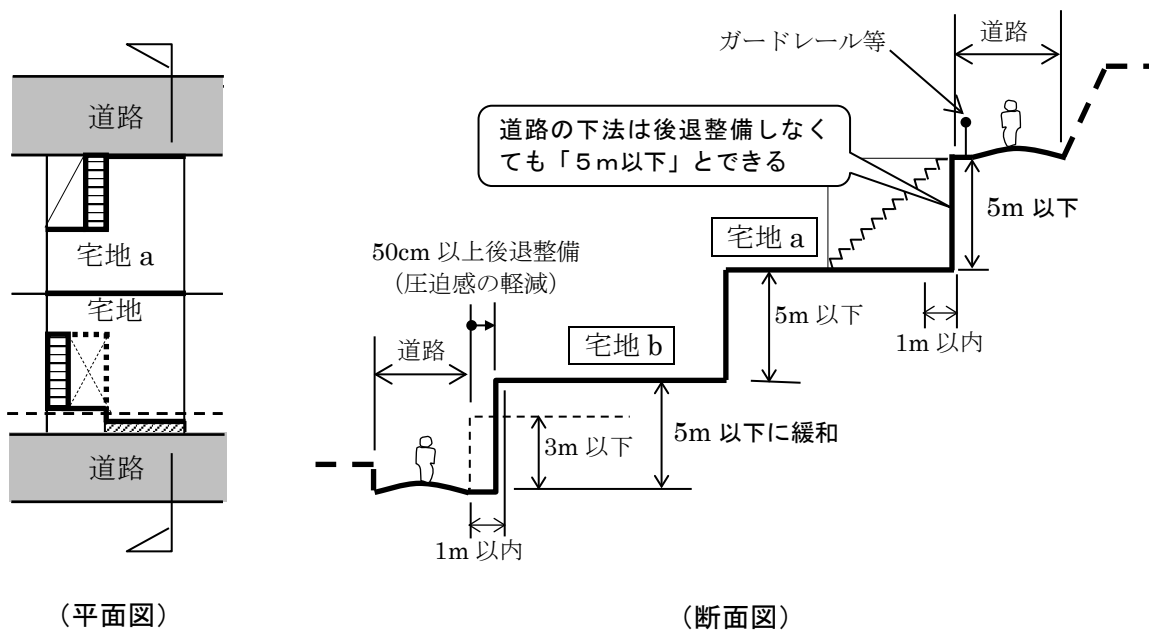 道路
宅地 a
宅地
道路
（平面図）
ガードレール等
道路
道路の下法は後退整備しなく
ても「５ｍ以下」とできる
5m 以下
宅地 a
50cm 以上後退整備
（圧迫感の軽減）
5m 以下
1m 以内
道路
宅地 b
3m 以下
5m 以下に緩和
1m 以内
（断面図）